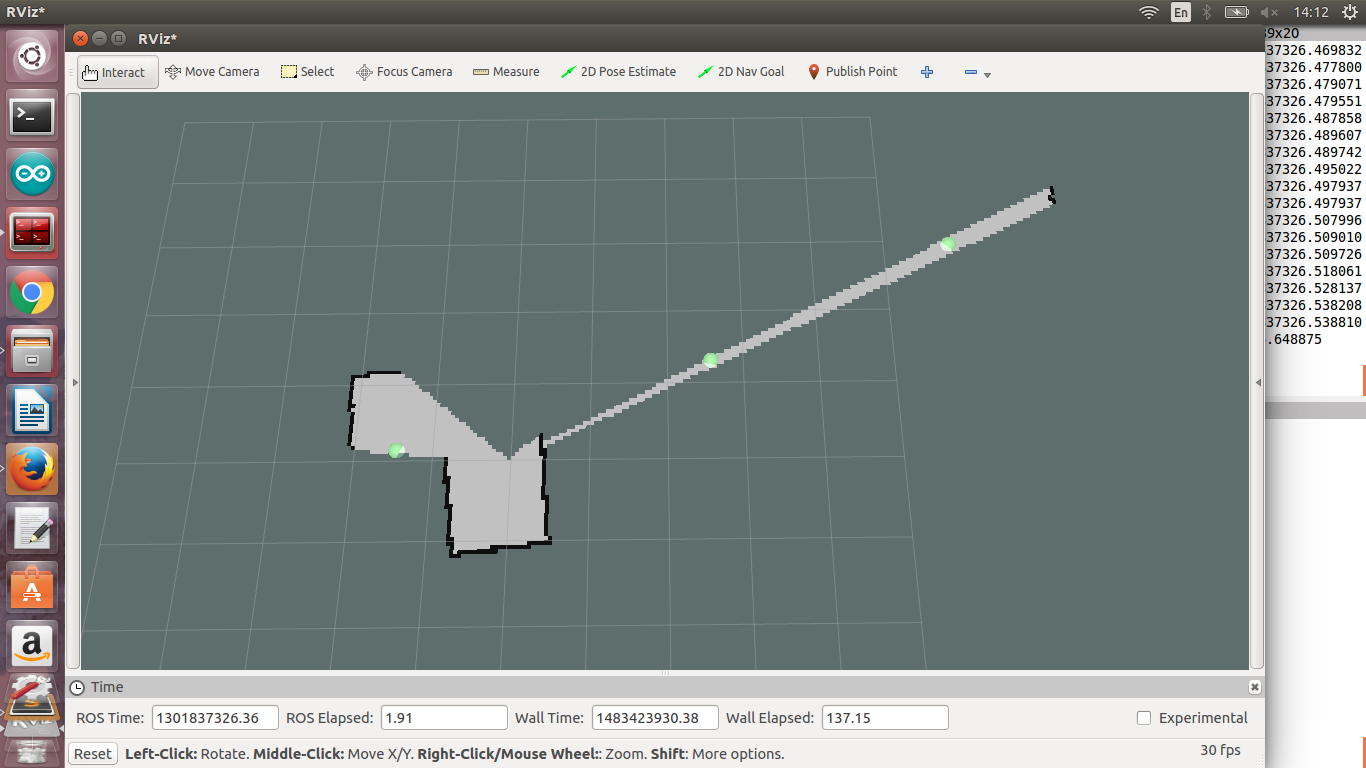 RViz*
En
14:12
RViz*
Interact Move Camera Select Focus Camera Measure 2D Pose Estimate 2D Nav Goal Publish Point
39x20
37326.469832
37326.477800
37326.479071
37326.479551
37326.487858
37326.489607
37326.489742
37326.495022
37326.497937
37326.497937
37326.507996
37326.509010
37326.509726
37326.518061
37326.528137
37326.538208
37326.538810
.648875
Time
ROS Time: 1301837326.36 ROS Elapsed: 1.91 Wall Time: 1483423930.38 Wall Elapsed: 137.15 Experimental
Reset Left-Click: Rotate. Middle-Click: Move X/Y. Right-Click/Mouse Wheel:: Zoom. Shift: More options. 30 fps